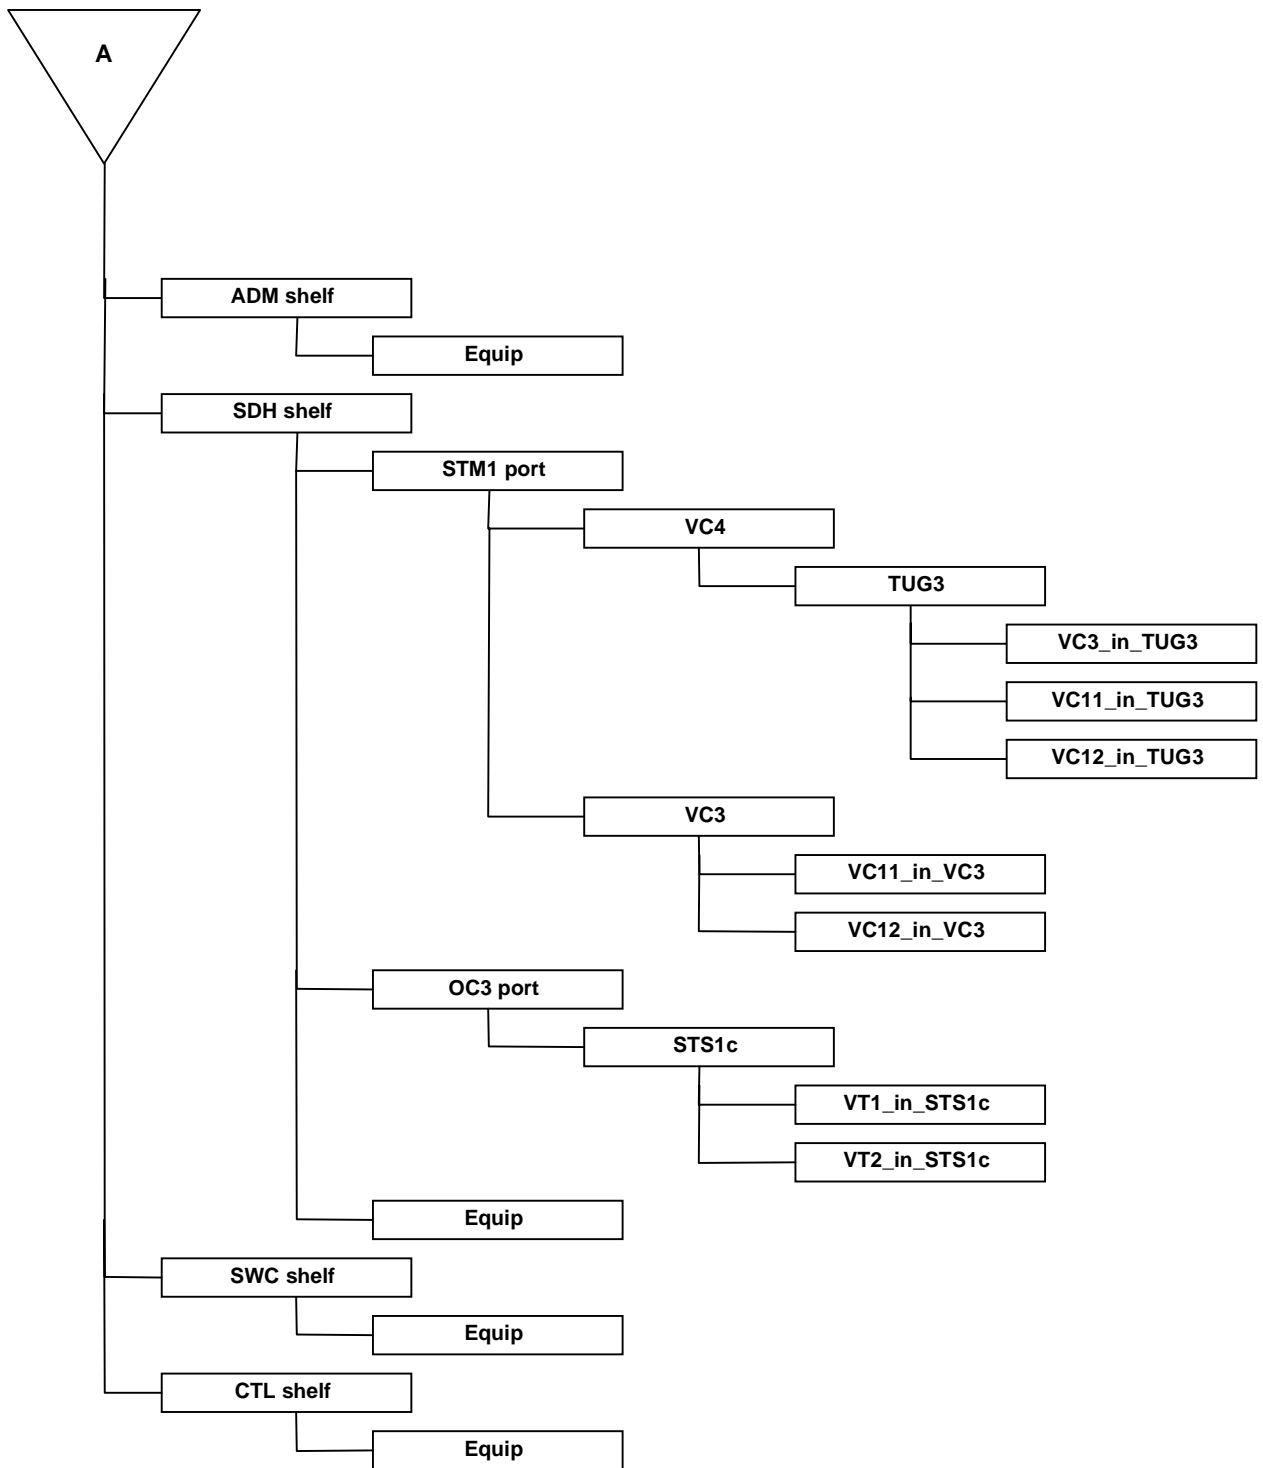 A
ADM shelf
Equip
SDH shelf
STM1 port
VC4
TUG3
VC3_in_TUG3
VC11_in_TUG3
VC12_in_TUG3
VC3
VC11_in_VC3
VC12_in_VC3
OC3 port
STS1c
VT1_in_STS1c
VT2_in_STS1c
Equip
SWC shelf
Equip
CTL shelf
Equip